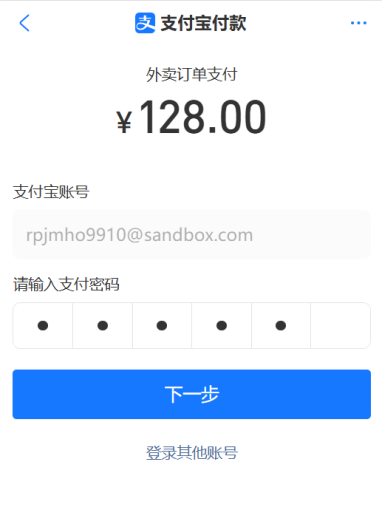 支付宝付款
外卖订单支付
¥128.00
支付宝账号
rpjmho9910@sandbox.com
请输入支付密码
下一步
登录其他账号